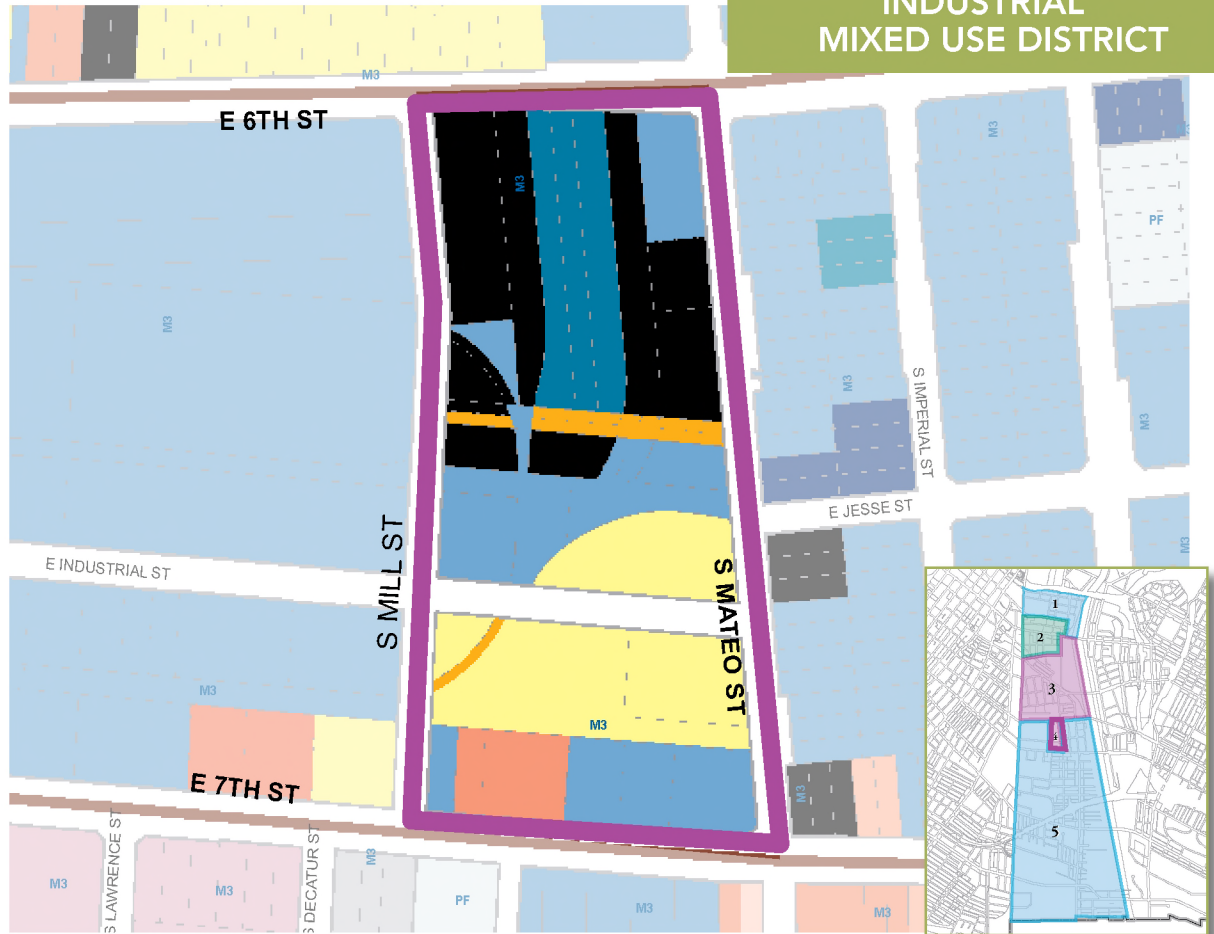 INDUSTRIAL
MIXED USE DISTRICT
M3
E 6TH ST
M3
M3
M3
PF
M3
M3
S IMPERIAL ST
M3
E JESSE ST
M3
S MILL ST
E INDUSTRIAL ST
S MATEO ST
M3
M3
E 7TH ST
M3
S LAWRENCE ST
S DECATUR ST
M3
M3
M3
PF
M3
M3
1
2
3
4
5